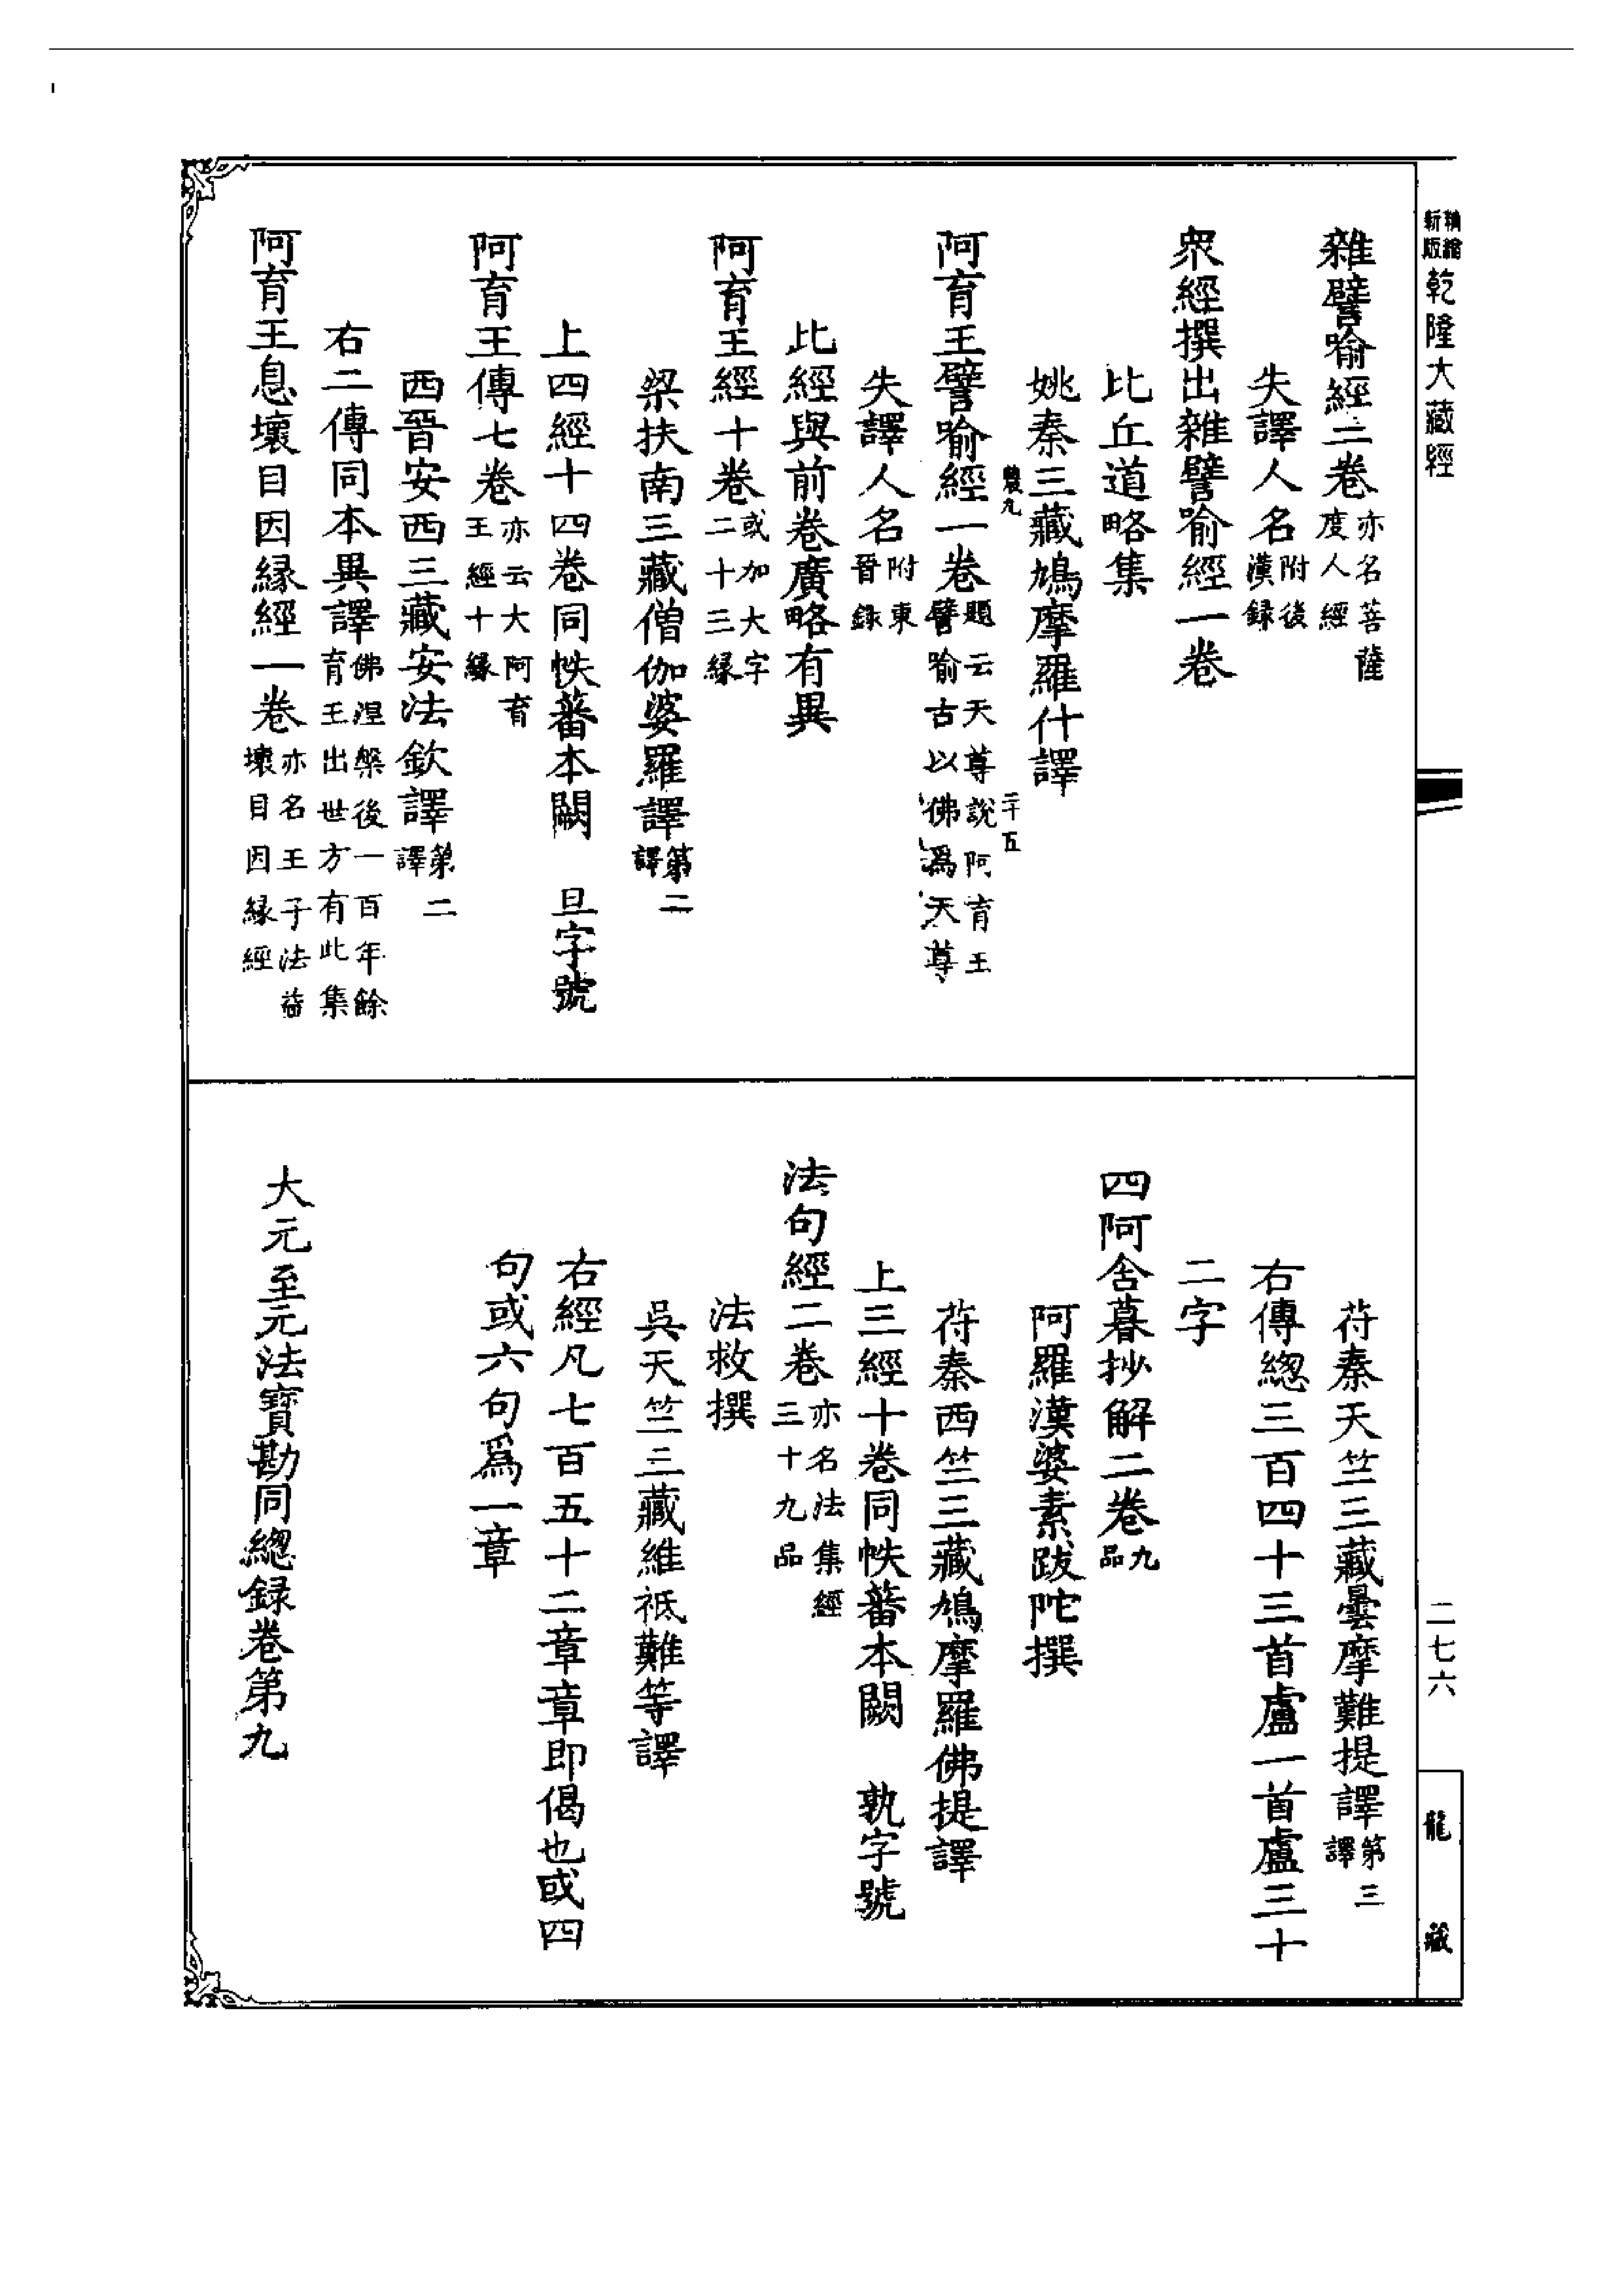 精縮新版乾隆大藏經
雜譬喻經二卷亦名菩薩度人經
失譯人名附後漢録
衆經撰出雜譬喻經一卷
比丘道略集
姚秦三藏鳩摩羅什譯
二十五
阿育王譬喻經一卷題云天尊說阿育王譬喻古以佛爲天尊
失譯人名附東晉録
此經與前卷廣略有異
阿育王經十卷或加大字二十三緣
梁扶南三藏僧伽婆羅譯第二譯
上四經十四卷同帙蕃本闕　旦字號
阿育王傳七卷亦云大阿育王經十緣
西晉安西三藏安法欽譯第二譯
右二傳同本異譯佛涅槃後一百年餘育王出世方有此集
阿育王息壞目因緣經一卷亦名王子法益壞目因緣經
苻秦天竺三藏曇摩難提譯第三譯
右傳總三百四十三首盧一首盧三十
二字
四阿含暮抄解二卷九品
阿羅漢婆素跋陀撰
苻秦西竺三藏鳩摩羅佛提譯
上三經十卷同帙蕃本闕　孰字號
法句經二卷亦名法集經三十九品
法救撰
吳天竺三藏維祇難等譯
右經凡七百五十二章章即偈也或四
句或六句爲一章
大元至元法寶勘同總録卷第九
二七六
龍藏